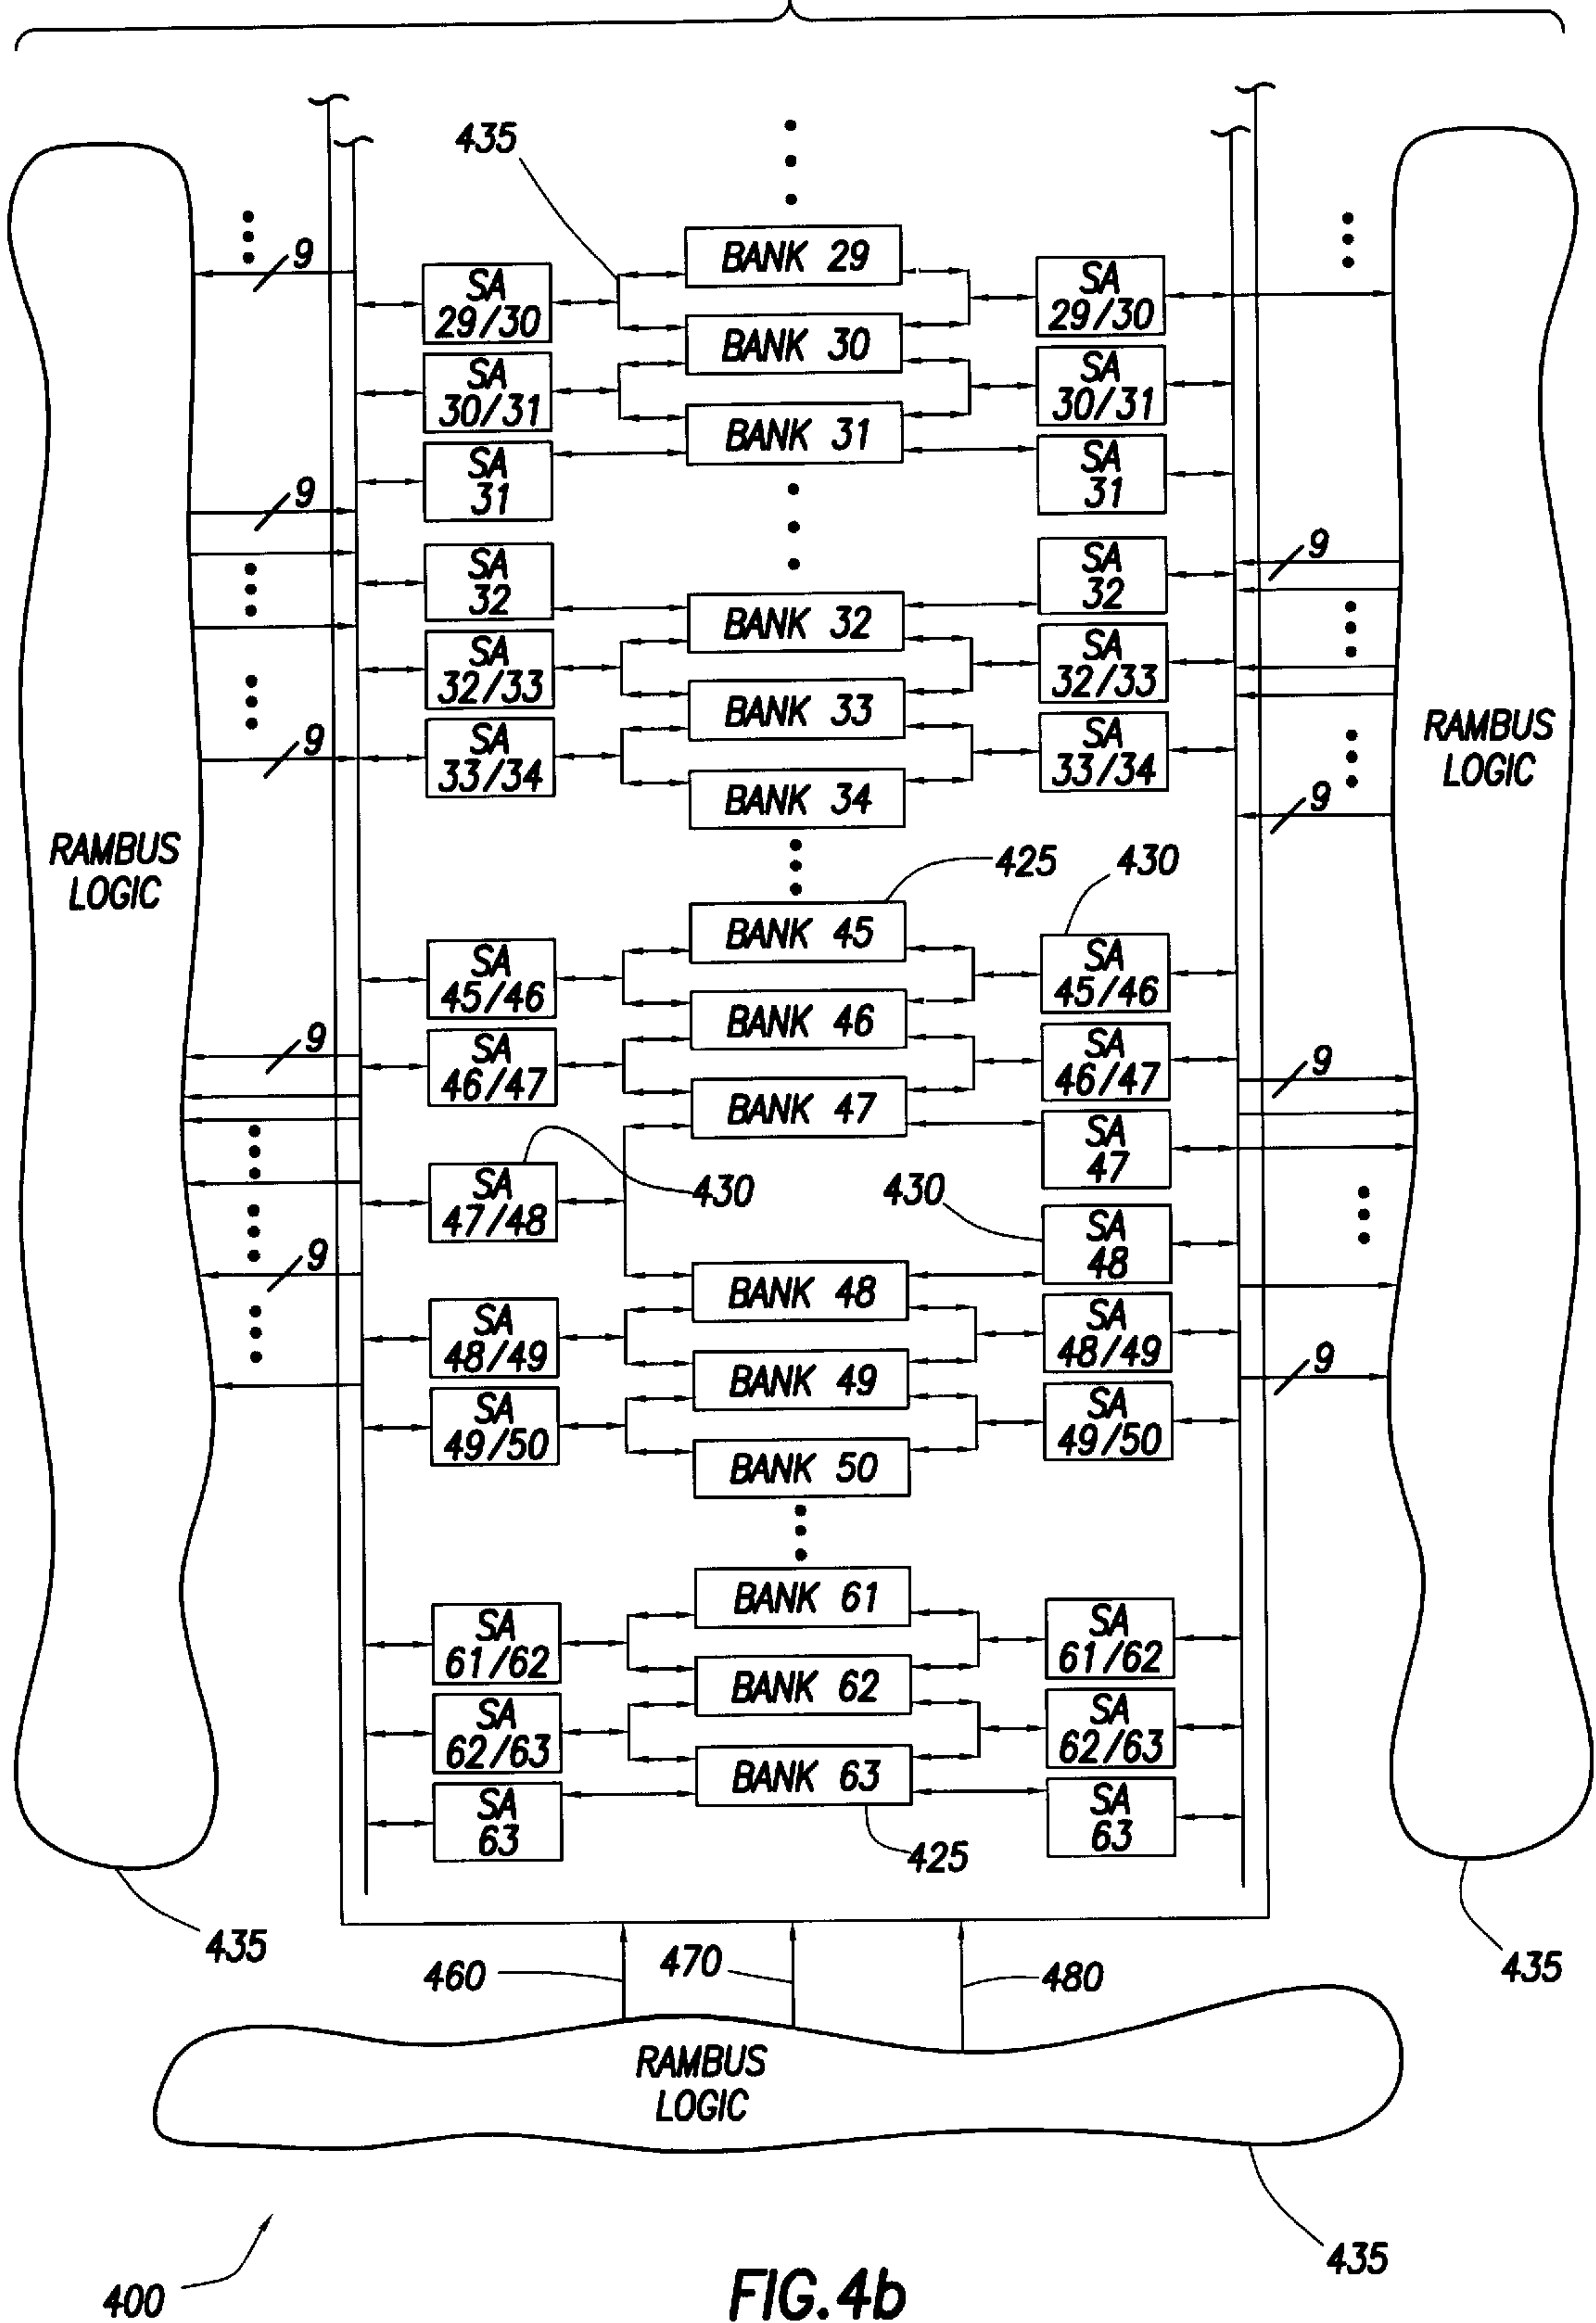 435
BANK 29
9
SA
29/30
SA
29/30
BANK 30
SA
30/31
SA
30/31
BANK 31
SA
31
SA
31
9
9
SA
32
SA
32
BANK 32
SA
32/33
SA
32/33
BANK 33
9
SA
33/34
SA
33/34
BANK 34
9
RAMBUS
LOGIC
RAMBUS
LOGIC
425
430
BANK 45
SA
45/46
SA
45/46
BANK 46
9
SA
46/47
SA
46/47
9
BANK 47
SA
47
SA
47/48
430
430
SA
48
9
BANK 48
SA
48/49
SA
48/49
BANK 49
9
SA
49/50
SA
49/50
BANK 50
BANK 61
SA
61/62
SA
61/62
BANK 62
SA
62/63
SA
62/63
BANK 63
SA
63
SA
63
425
435
460
470
480
435
RAMBUS
LOGIC
435
400
FIG.4b